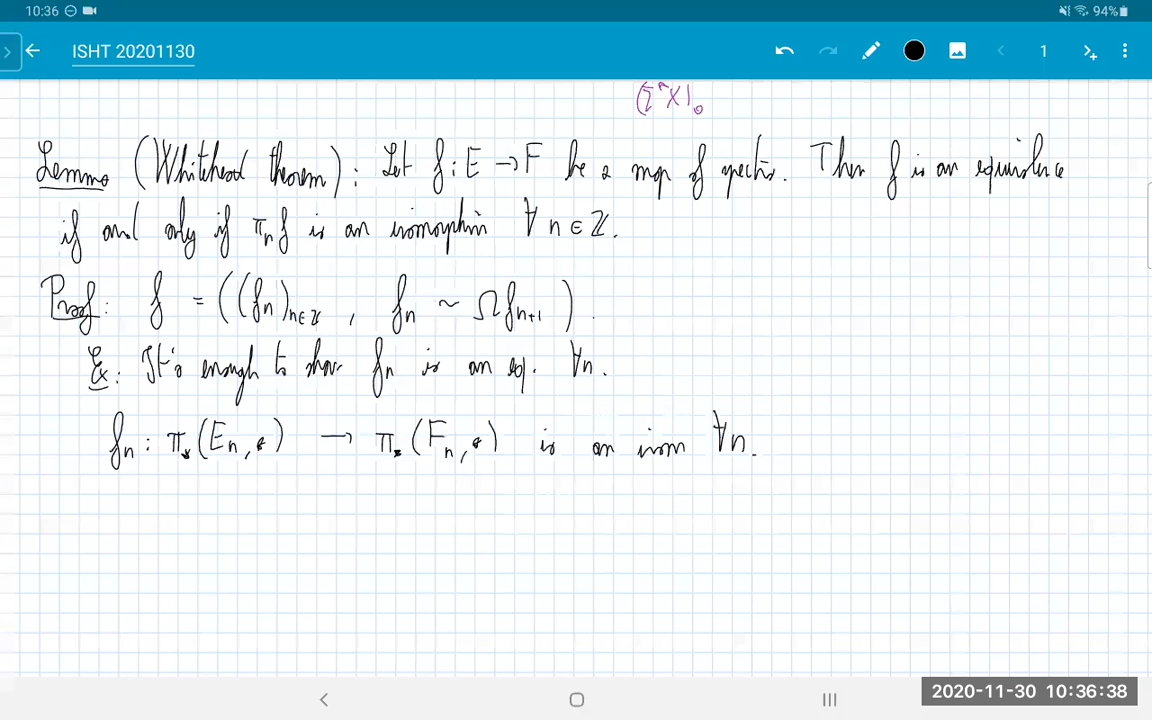 10:36 94%
ISHT 20201130 1
(Σ^∞X)_0
Lemma (Whitehead theorem): Let f: E → F be a map of spectra. Then f is an equivalence
if and only if π_n f is an isomorphism ∀ n ∈ ℤ.
Proof: f = ((f_n)_{n∈ℤ}, f_n ~ Ωf_{n+1}).
Ex: It's enough to show f_n is an eq. ∀n.
f_n: π_*(E_n, *) → π_*(F_n, *) is an isom ∀n.
2020-11-30 10:36:38